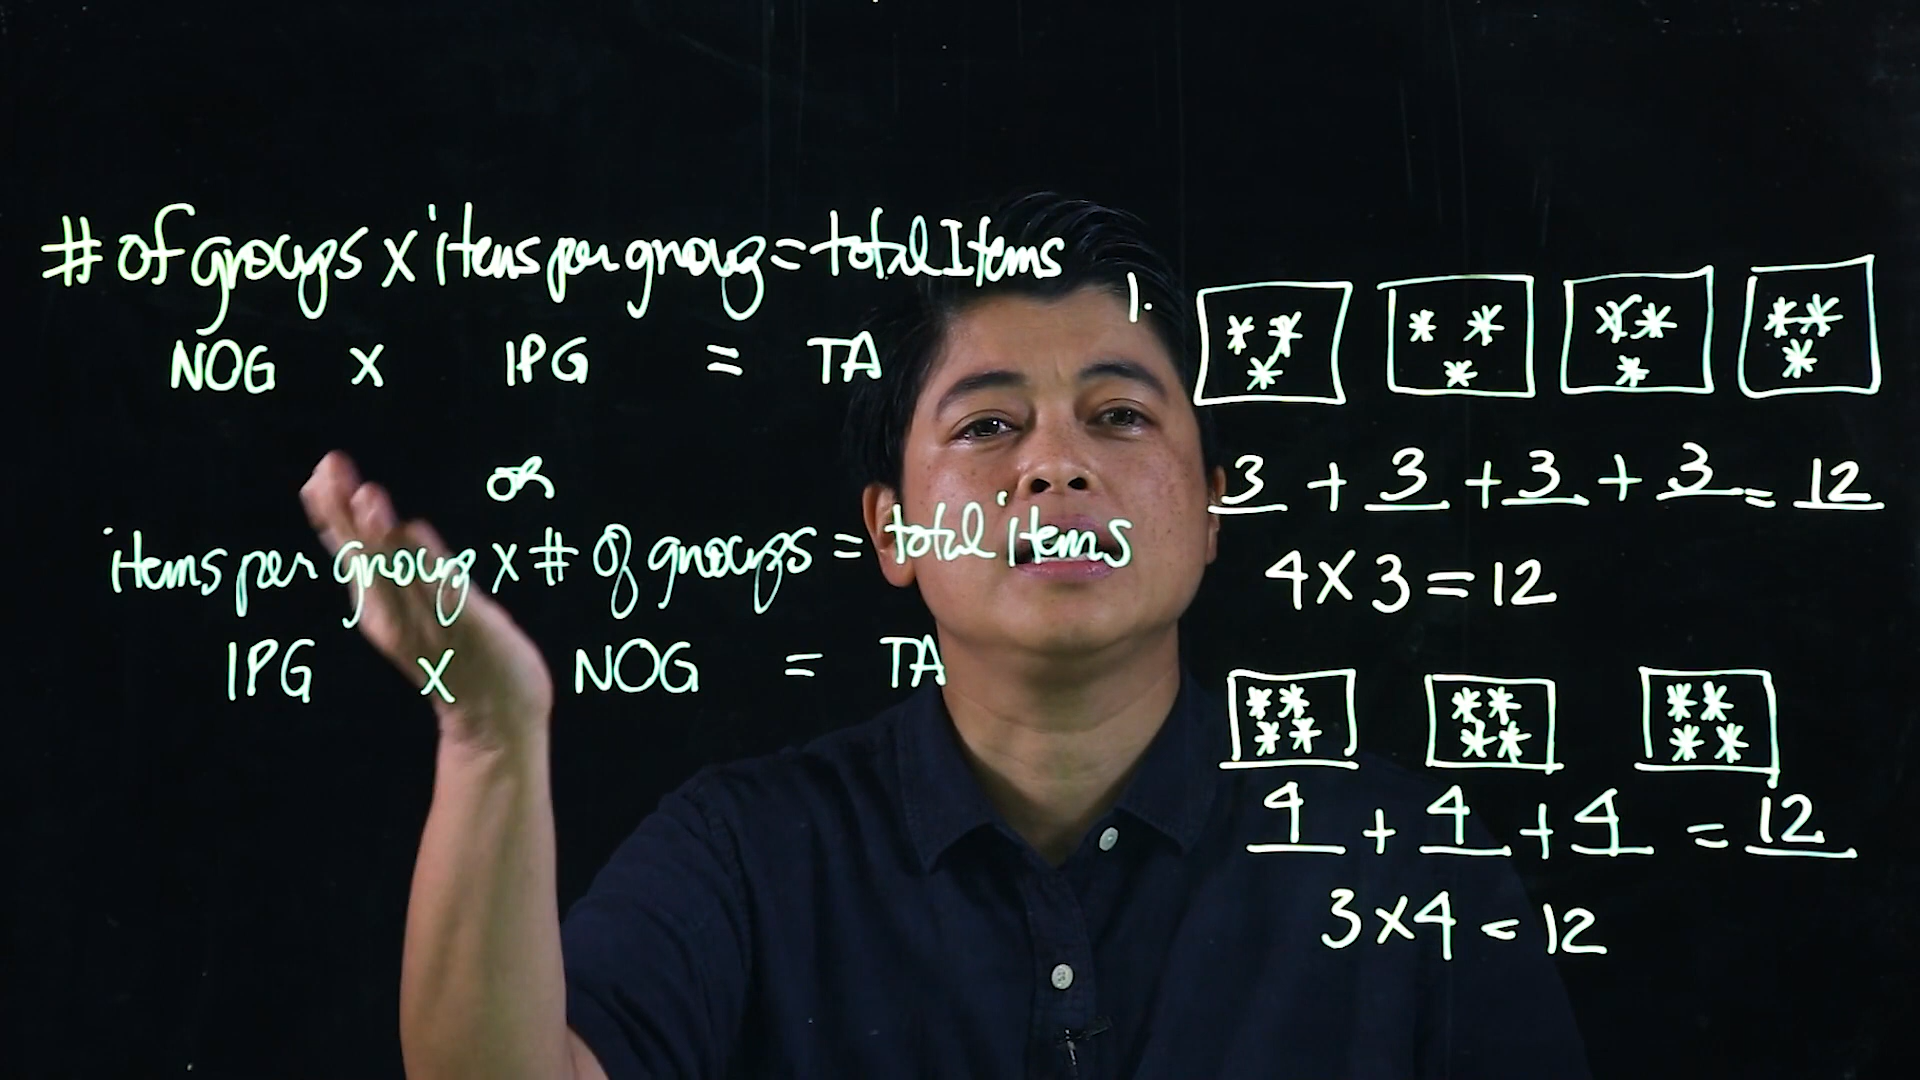 # of groups x items per group = total Items
NOG x IPG = TA
or
items per group x # of groups = total items
IPG x NOG = TA
1.
3 + 3 + 3 + 3 = 12
4 x 3 = 12
4 + 4 + 4 = 12
3 x 4 = 12